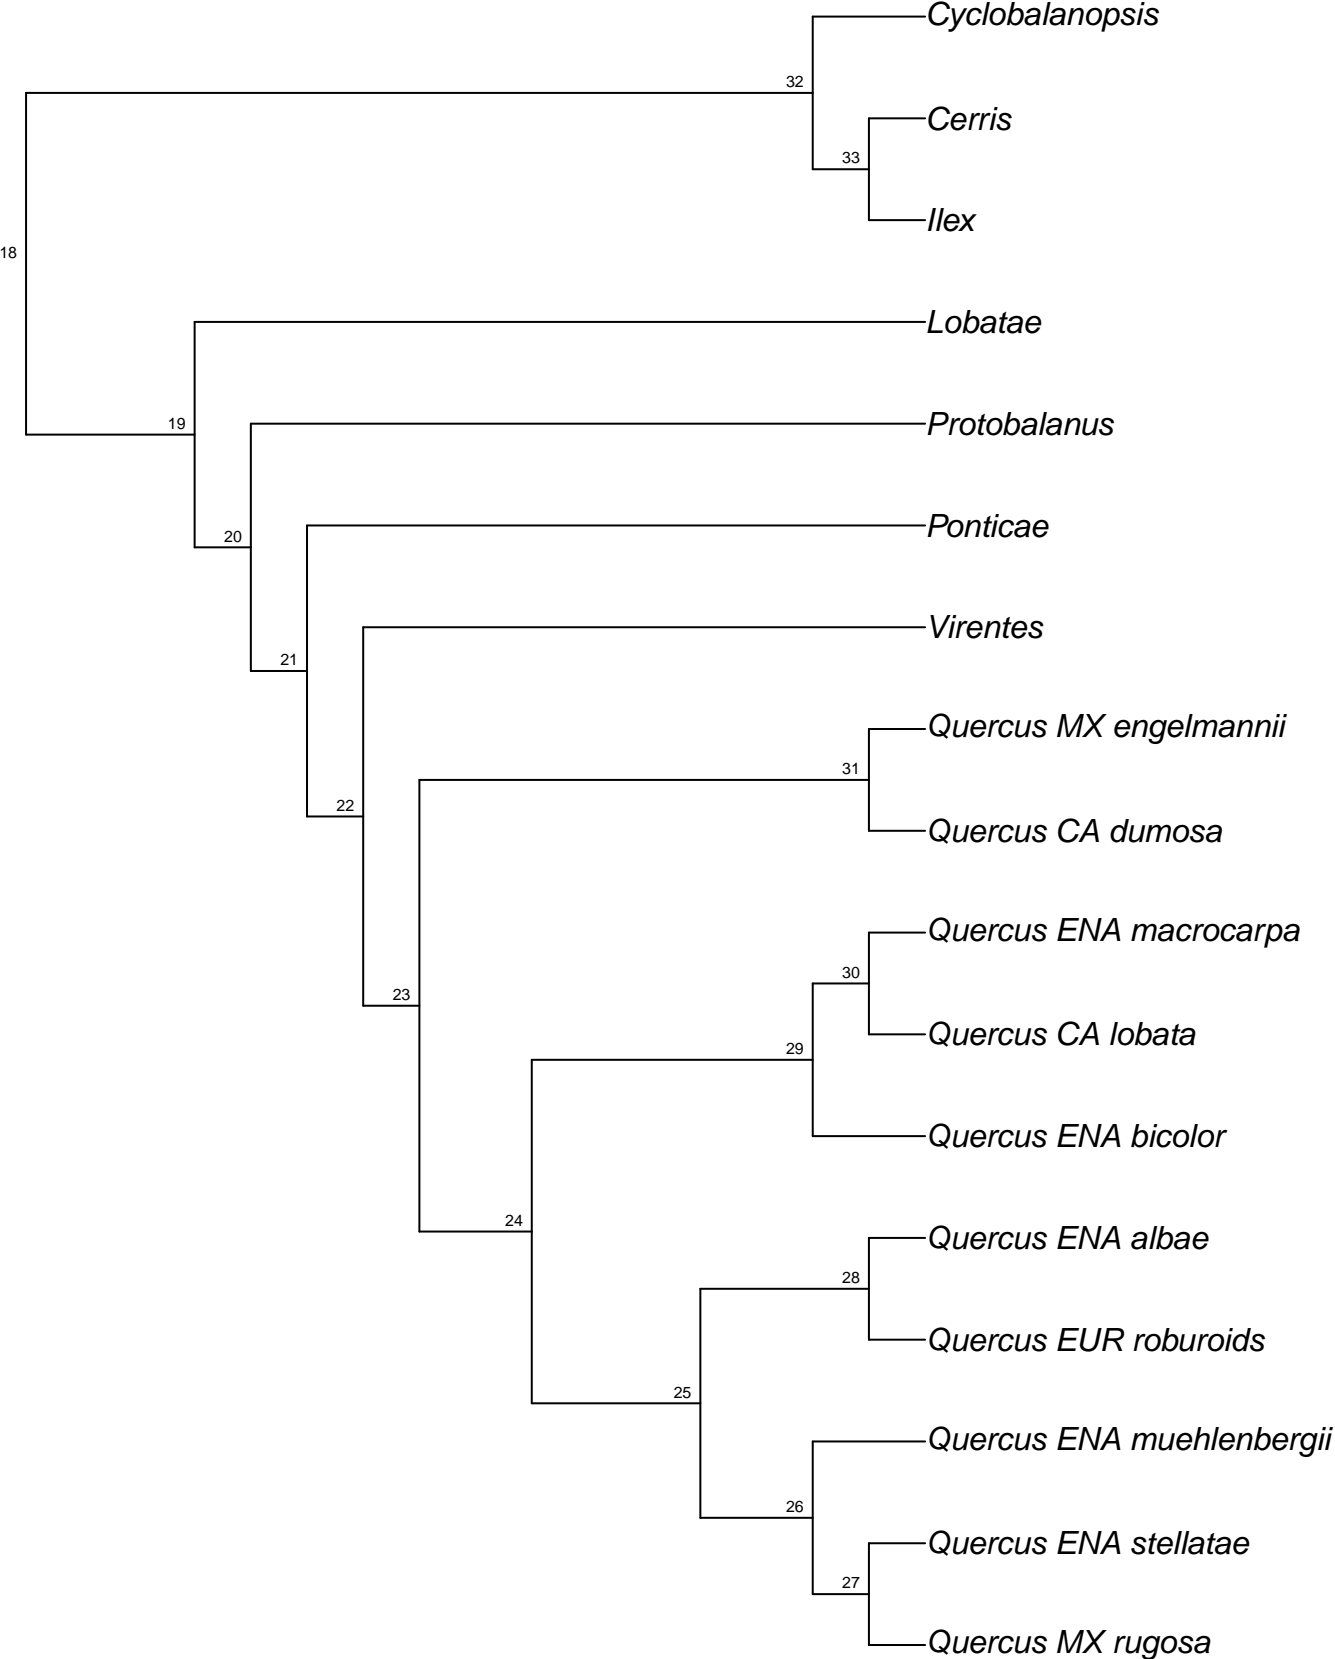 Cyclobalanopsis
32
Cerris
33
Ilex
18
Lobatae
19
Protobalanus
20
Ponticae
21
Virentes
Quercus MX engelmannii
31
22
Quercus CA dumosa
Quercus ENA macrocarpa
30
23
Quercus CA lobata
29
Quercus ENA bicolor
24
Quercus ENA albae
28
Quercus EUR roburoids
25
Quercus ENA muehlenbergii
26
Quercus ENA stellatae
27
Quercus MX rugosa